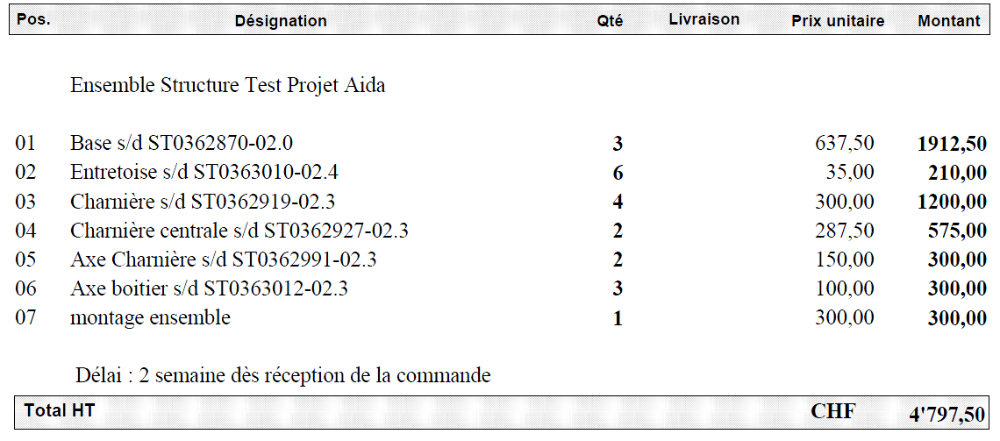 Pos. Désignation Qté Livraison Prix unitaire Montant
Ensemble Structure Test Projet Aida
01 Base s/d ST0362870-02.0 3 637,50 1912,50
02 Entretoise s/d ST0363010-02.4 6 35,00 210,00
03 Charnière s/d ST0362919-02.3 4 300,00 1200,00
04 Charnière centrale s/d ST0362927-02.3 2 287,50 575,00
05 Axe Charnière s/d ST0362991-02.3 2 150,00 300,00
06 Axe boitier s/d ST0363012-02.3 3 100,00 300,00
07 montage ensemble 1 300,00 300,00
Délai : 2 semaine dès réception de la commande
Total HT CHF 4'797,50